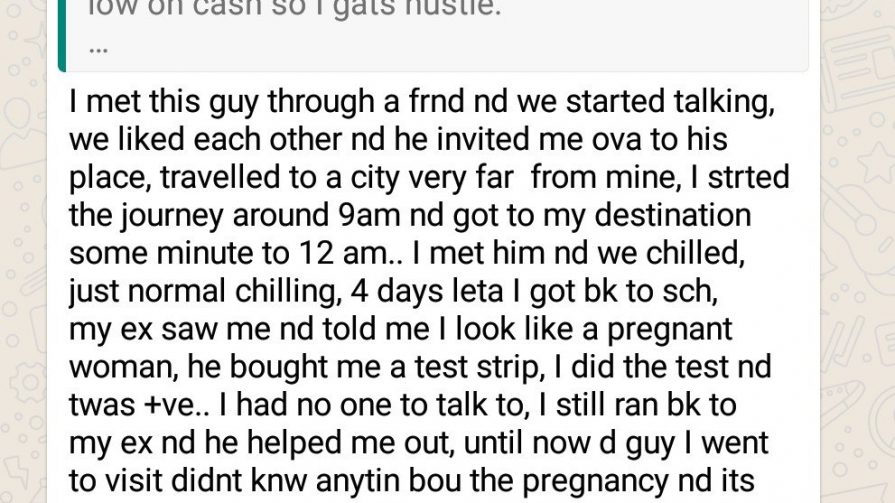 low on cash so I gats hustle.
...
I met this guy through a frnd nd we started talking,
we liked each other nd he invited me ova to his
place, travelled to a city very far from mine, I strted
the journey around 9am nd got to my destination
some minute to 12 am.. I met him nd we chilled,
just normal chilling, 4 days leta I got bk to sch,
my ex saw me nd told me I look like a pregnant
woman, he bought me a test strip, I did the test nd
twas +ve.. I had no one to talk to, I still ran bk to
my ex nd he helped me out, until now d guy I went
to visit didnt knw anytin bou the pregnancy nd its